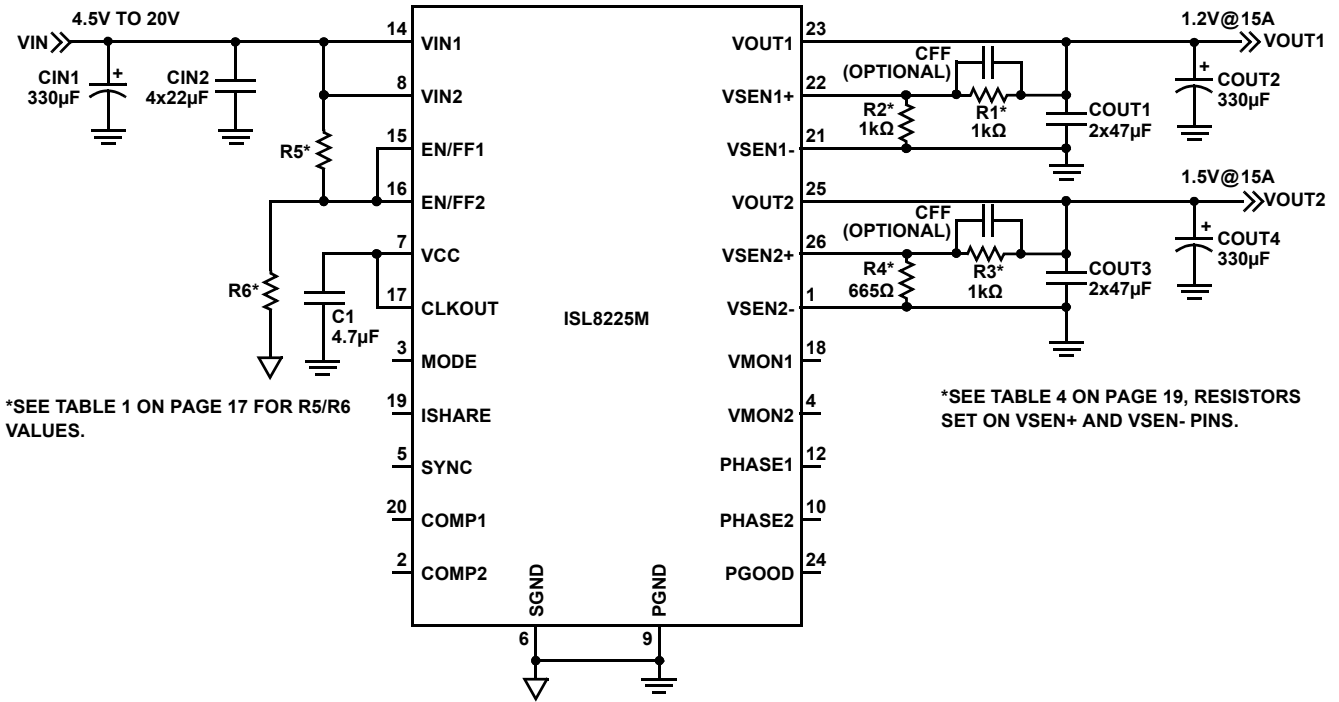 4.5V TO 20V
VIN
CIN1
330µF
+
CIN2
4x22µF
R5*
R6*
C1
4.7µF
*SEE TABLE 1 ON PAGE 17 FOR R5/R6
VALUES.
14
VIN1
8
VIN2
15
EN/FF1
16
EN/FF2
7
VCC
17
CLKOUT
3
MODE
19
ISHARE
5
SYNC
20
COMP1
2
COMP2
ISL8225M
SGND
6
PGND
9
VOUT1
23
VSEN1+
22
VSEN1-
21
VOUT2
25
VSEN2+
26
VSEN2-
1
VMON1
18
VMON2
4
PHASE1
12
PHASE2
10
PGOOD
24
1.2V@15A
VOUT1
CFF
(OPTIONAL)
R2*
1kΩ
R1*
1kΩ
COUT1
2x47µF
+
COUT2
330µF
1.5V@15A
VOUT2
CFF
(OPTIONAL)
R4*
665Ω
R3*
1kΩ
COUT3
2x47µF
+
COUT4
330µF
*SEE TABLE 4 ON PAGE 19, RESISTORS
SET ON VSEN+ AND VSEN- PINS.